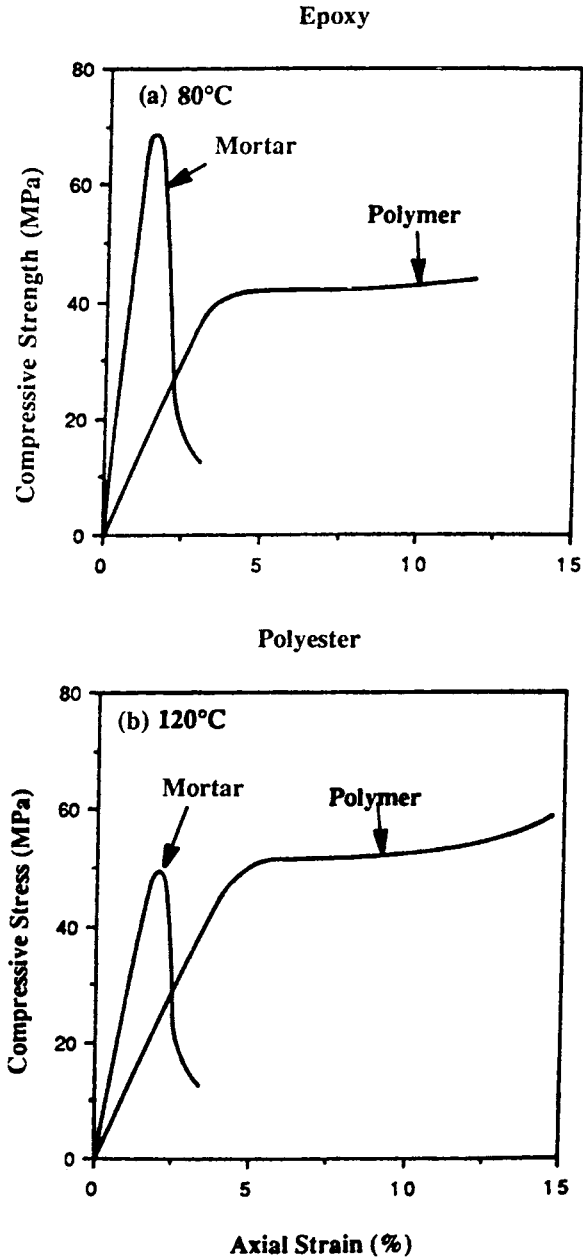 Epoxy
80
(a) 80°C
Mortar
60
Polymer
Compressive Strength (MPa)
40
20
0
0 5 10 15
Polyester
80
(b) 120°C
Mortar
Polymer
60
Compressive Stress (MPa)
40
20
0
0 5 10 15
Axial Strain (%)